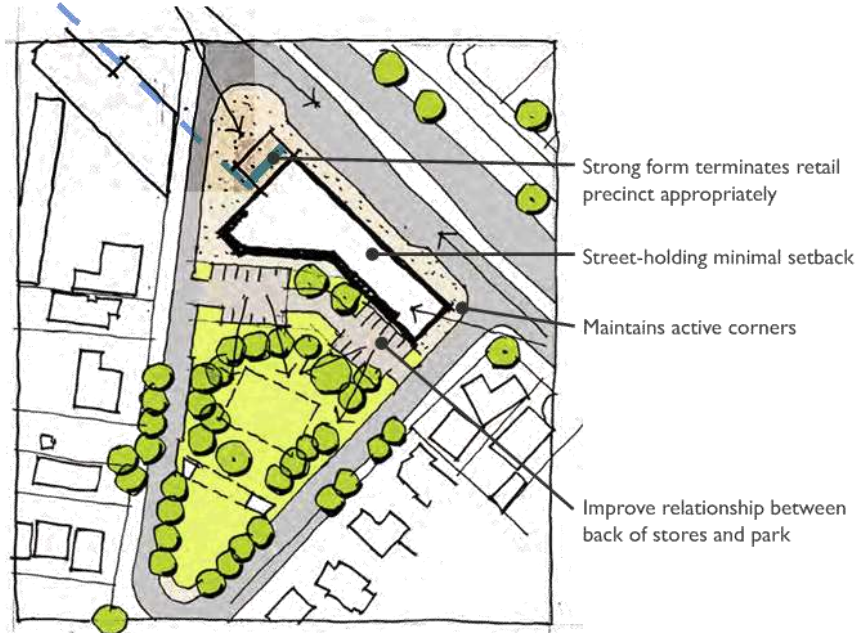 Strong form terminates retail
precinct appropriately
Street-holding minimal setback
Maintains active corners
Improve relationship between
back of stores and park